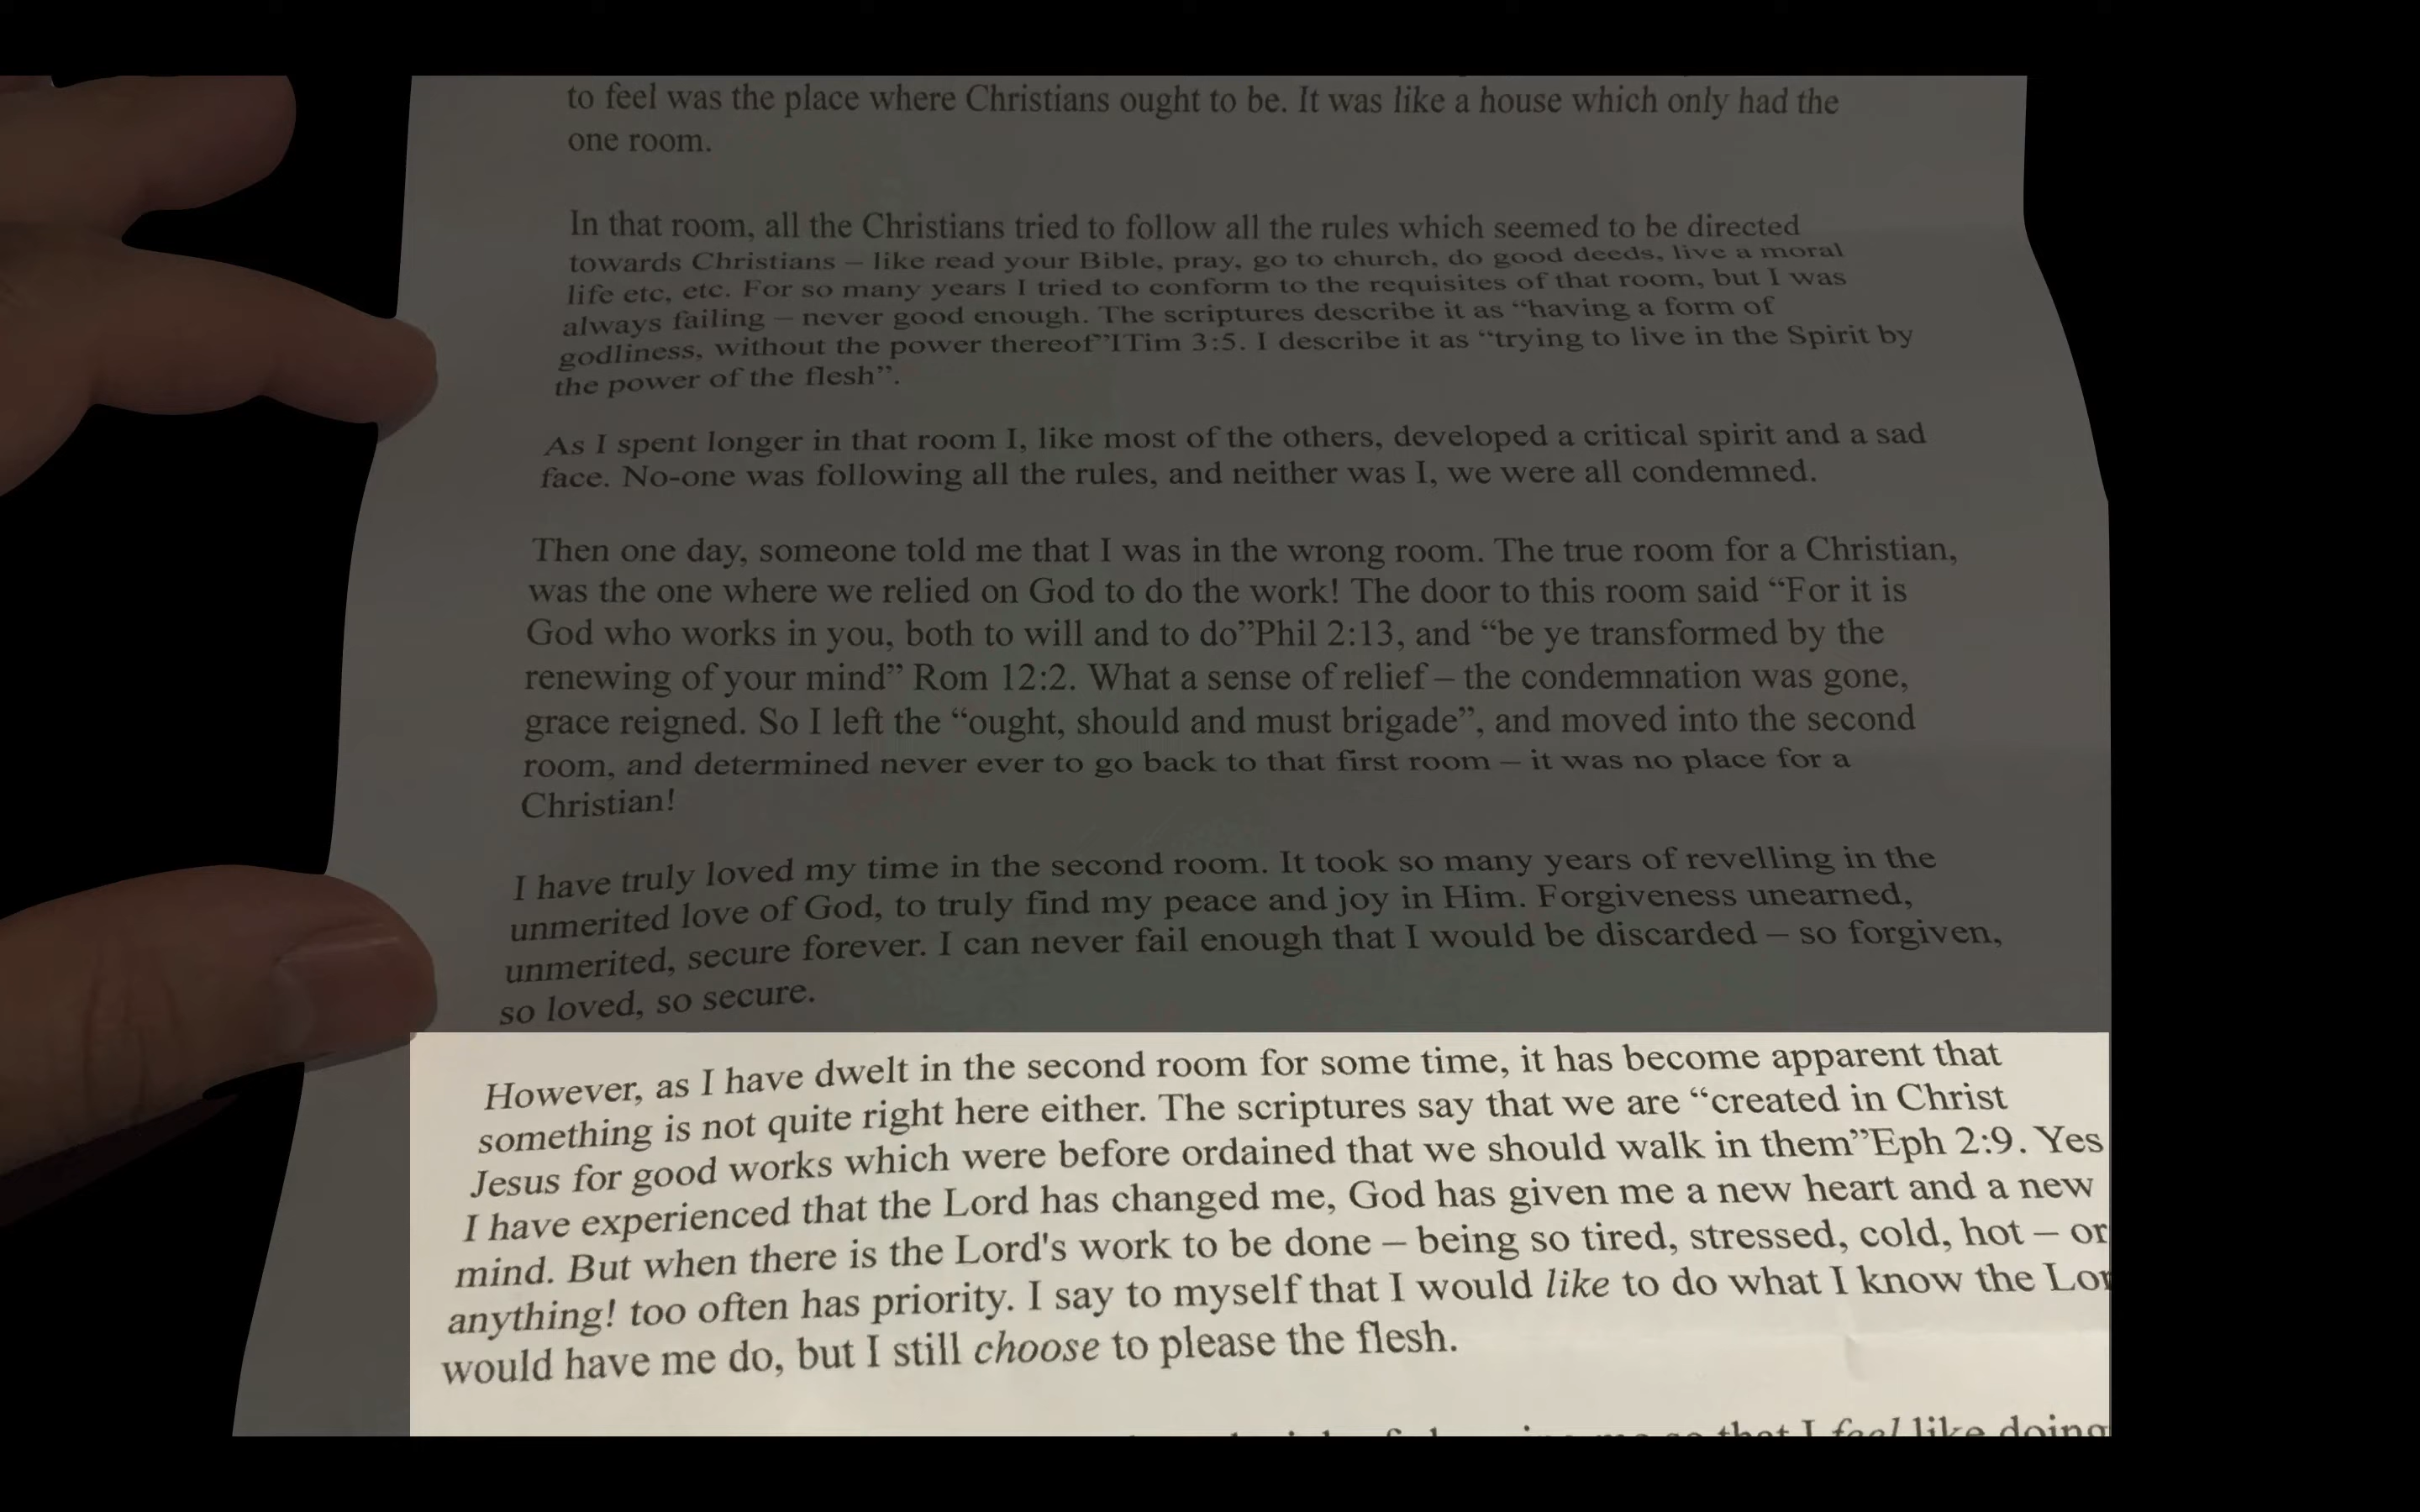 to feel was the place where Christians ought to be. It was like a house which only had the
one room.
In that room, all the Christians tried to follow all the rules which seemed to be directed
towards Christians – like read your Bible, pray, go to church, do good deeds, live a moral
life etc, etc. For so many years I tried to conform to the requisites of that room, but I was
always failing – never good enough. The scriptures describe it as “having a form of
godliness, without the power thereof”ITim 3:5. I describe it as “trying to live in the Spirit by
the power of the flesh”.
As I spent longer in that room I, like most of the others, developed a critical spirit and a sad
face. No-one was following all the rules, and neither was I, we were all condemned.
Then one day, someone told me that I was in the wrong room. The true room for a Christian,
was the one where we relied on God to do the work! The door to this room said “For it is
God who works in you, both to will and to do”Phil 2:13, and “be ye transformed by the
renewing of your mind” Rom 12:2. What a sense of relief – the condemnation was gone,
grace reigned. So I left the “ought, should and must brigade”, and moved into the second
room, and determined never ever to go back to that first room – it was no place for a
Christian!
I have truly loved my time in the second room. It took so many years of revelling in the
unmerited love of God, to truly find my peace and joy in Him. Forgiveness unearned,
unmerited, secure forever. I can never fail enough that I would be discarded – so forgiven,
so loved, so secure.
However, as I have dwelt in the second room for some time, it has become apparent that
something is not quite right here either. The scriptures say that we are “created in Christ
Jesus for good works which were before ordained that we should walk in them”Eph 2:9. Yes
I have experienced that the Lord has changed me, God has given me a new heart and a new
mind. But when there is the Lord's work to be done – being so tired, stressed, cold, hot – or
anything! too often has priority. I say to myself that I would like to do what I know the Lor
would have me do, but I still choose to please the flesh.
so that I feel like doing